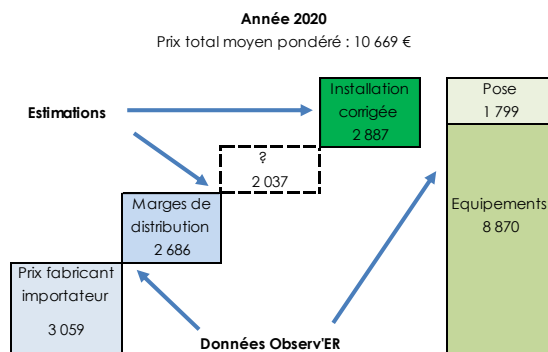 Année 2020
Prix total moyen pondéré : 10 669 €
Installation
corrigée
2 887
Pose
1 799
Estimations
?
2 037
Marges de
distribution
2 686
Equipements
8 870
Prix fabricant
importateur
3 059
Données Observ'ER